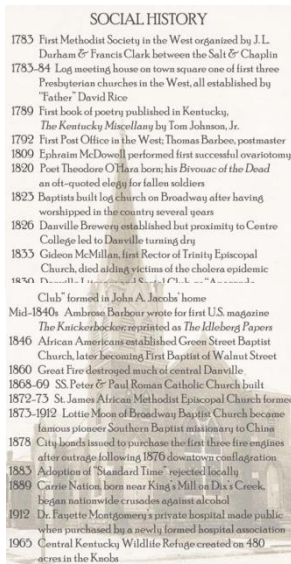 SOCIAL HISTORY
1783 First Methodist Society in the West organized by J. L.
Durham & Francis Clark between the Salt & Chaplin
1783-84 Log meeting house on town square one of first three
Presbyterian churches in the West, all established by
"Father" David Rice
1789 First book of poetry published in Kentucky,
The Kentucky Miscellany by Tom Johnson, Jr.
1792 First Post Office in the West; Thomas Barbee, postmaster
1809 Ephraim McDowell performed first successful ovariotomy
1820 Poet Theodore O'Hara born; his Bivouac of the Dead
an oft-quoted elegy for fallen soldiers
1823 Baptists built log church on Broadway after having
worshipped in the country several years
1826 Danville Brewery established but proximity to Centre
College led to Danville turning dry
1833 Gideon McMillan, first Rector of Trinity Episcopal
Church, died aiding victims of the cholera epidemic
1839 Danville Literary and Social Club
Club" formed in John A. Jacobs' home
Mid-1840s Ambrose Barbour wrote for first U.S. magazine
The Knickerbocker: reprinted as The Idleberg Papers
1846 African Americans established Green Street Baptist
Church, later becoming First Baptist of Walnut Street
1860 Great Fire destroyed much of central Danville
1868-69 SS. Peter & Paul Roman Catholic Church built
1872-73 St. James African Methodist Episcopal Church formed
1873-1912 Lottie Moon of Broadway Baptist Church became
famous pioneer Southern Baptist missionary to China
1878 City bonds issued to purchase the first three fire engines
after outrage following 1876 downtown conflagration
1883 Adoption of "Standard Time" rejected locally
1889 Carrie Nation, born near King's Mill on Dix's Creek,
began nationwide crusades against alcohol
1912 Dr. Fayette Montgomery's private hospital made public
when purchased by a newly formed hospital association
1965 Central Kentucky Wildlife Refuge created on 480
acres in the Knobs